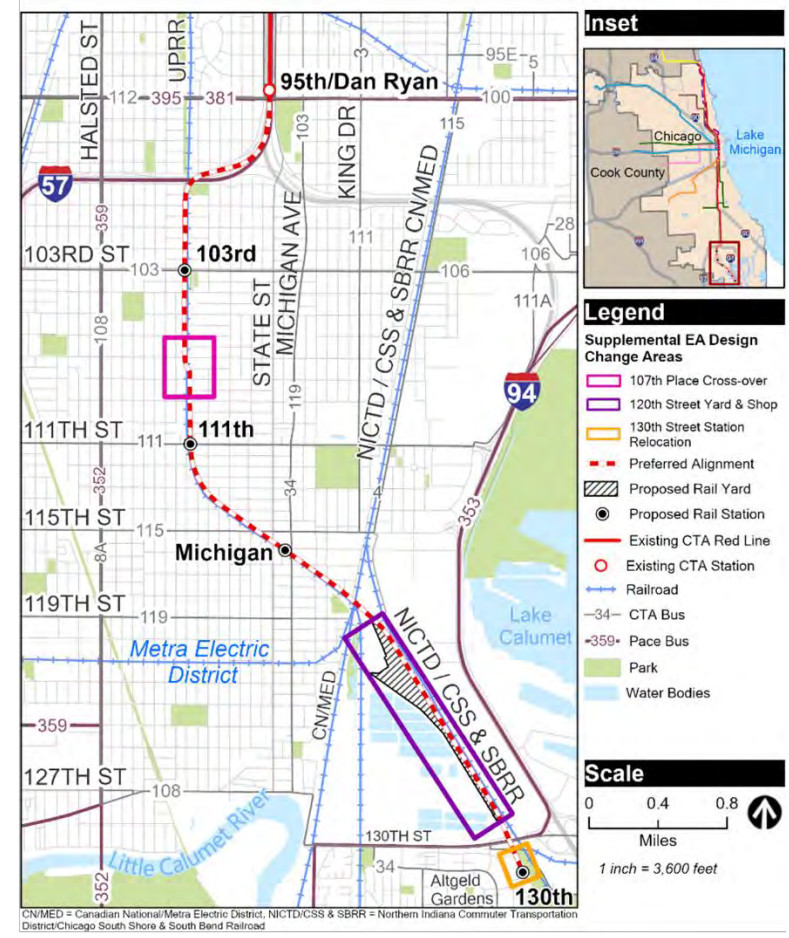 HALSTED ST
UPRR
95th/Dan Ryan
3
95E
5
112
395
381
100
103
KING DR
115
57
359
STATE ST
MICHIGAN AVE
NICTD / CSS & SBRR CN/MED
103RD ST
103
103rd
111
106
106
28
111A
108
94
119
111TH ST
111
111th
352
34
4
353
115TH ST
115
8A
Michigan
119TH ST
119
Lake
Calumet
Metra Electric
District
NICTD / CSS & SBRR
CN/MED
359
127TH ST
108
Little Calumet River
130TH ST
34
Altgeld
Gardens
130th
352
CN/MED = Canadian National/Metra Electric District, NICTD/CSS & SBRR = Northern Indiana Commuter Transportation
District/Chicago South Shore & South Bend Railroad
Inset
Chicago
Lake
Michigan
Cook County
Legend
Supplemental EA Design
Change Areas
107th Place Cross-over
120th Street Yard & Shop
130th Street Station
Relocation
Preferred Alignment
Proposed Rail Yard
Proposed Rail Station
Existing CTA Red Line
Existing CTA Station
Railroad
34 CTA Bus
359 Pace Bus
Park
Water Bodies
Scale
0 0.4 0.8
Miles
1 inch = 3,600 feet